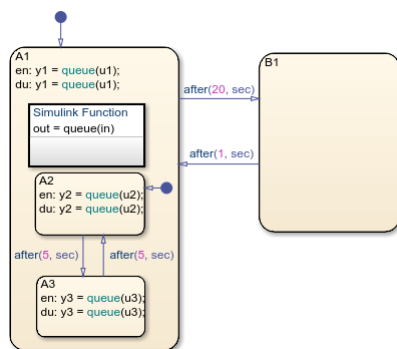 A1
en: y1 = queue(u1);
du: y1 = queue(u1);
Simulink Function
out = queue(in)
A2
en: y2 = queue(u2);
du: y2 = queue(u2);
after(5, sec)
after(5, sec)
A3
en: y3 = queue(u3);
du: y3 = queue(u3);
after(20, sec)
after(1, sec)
B1